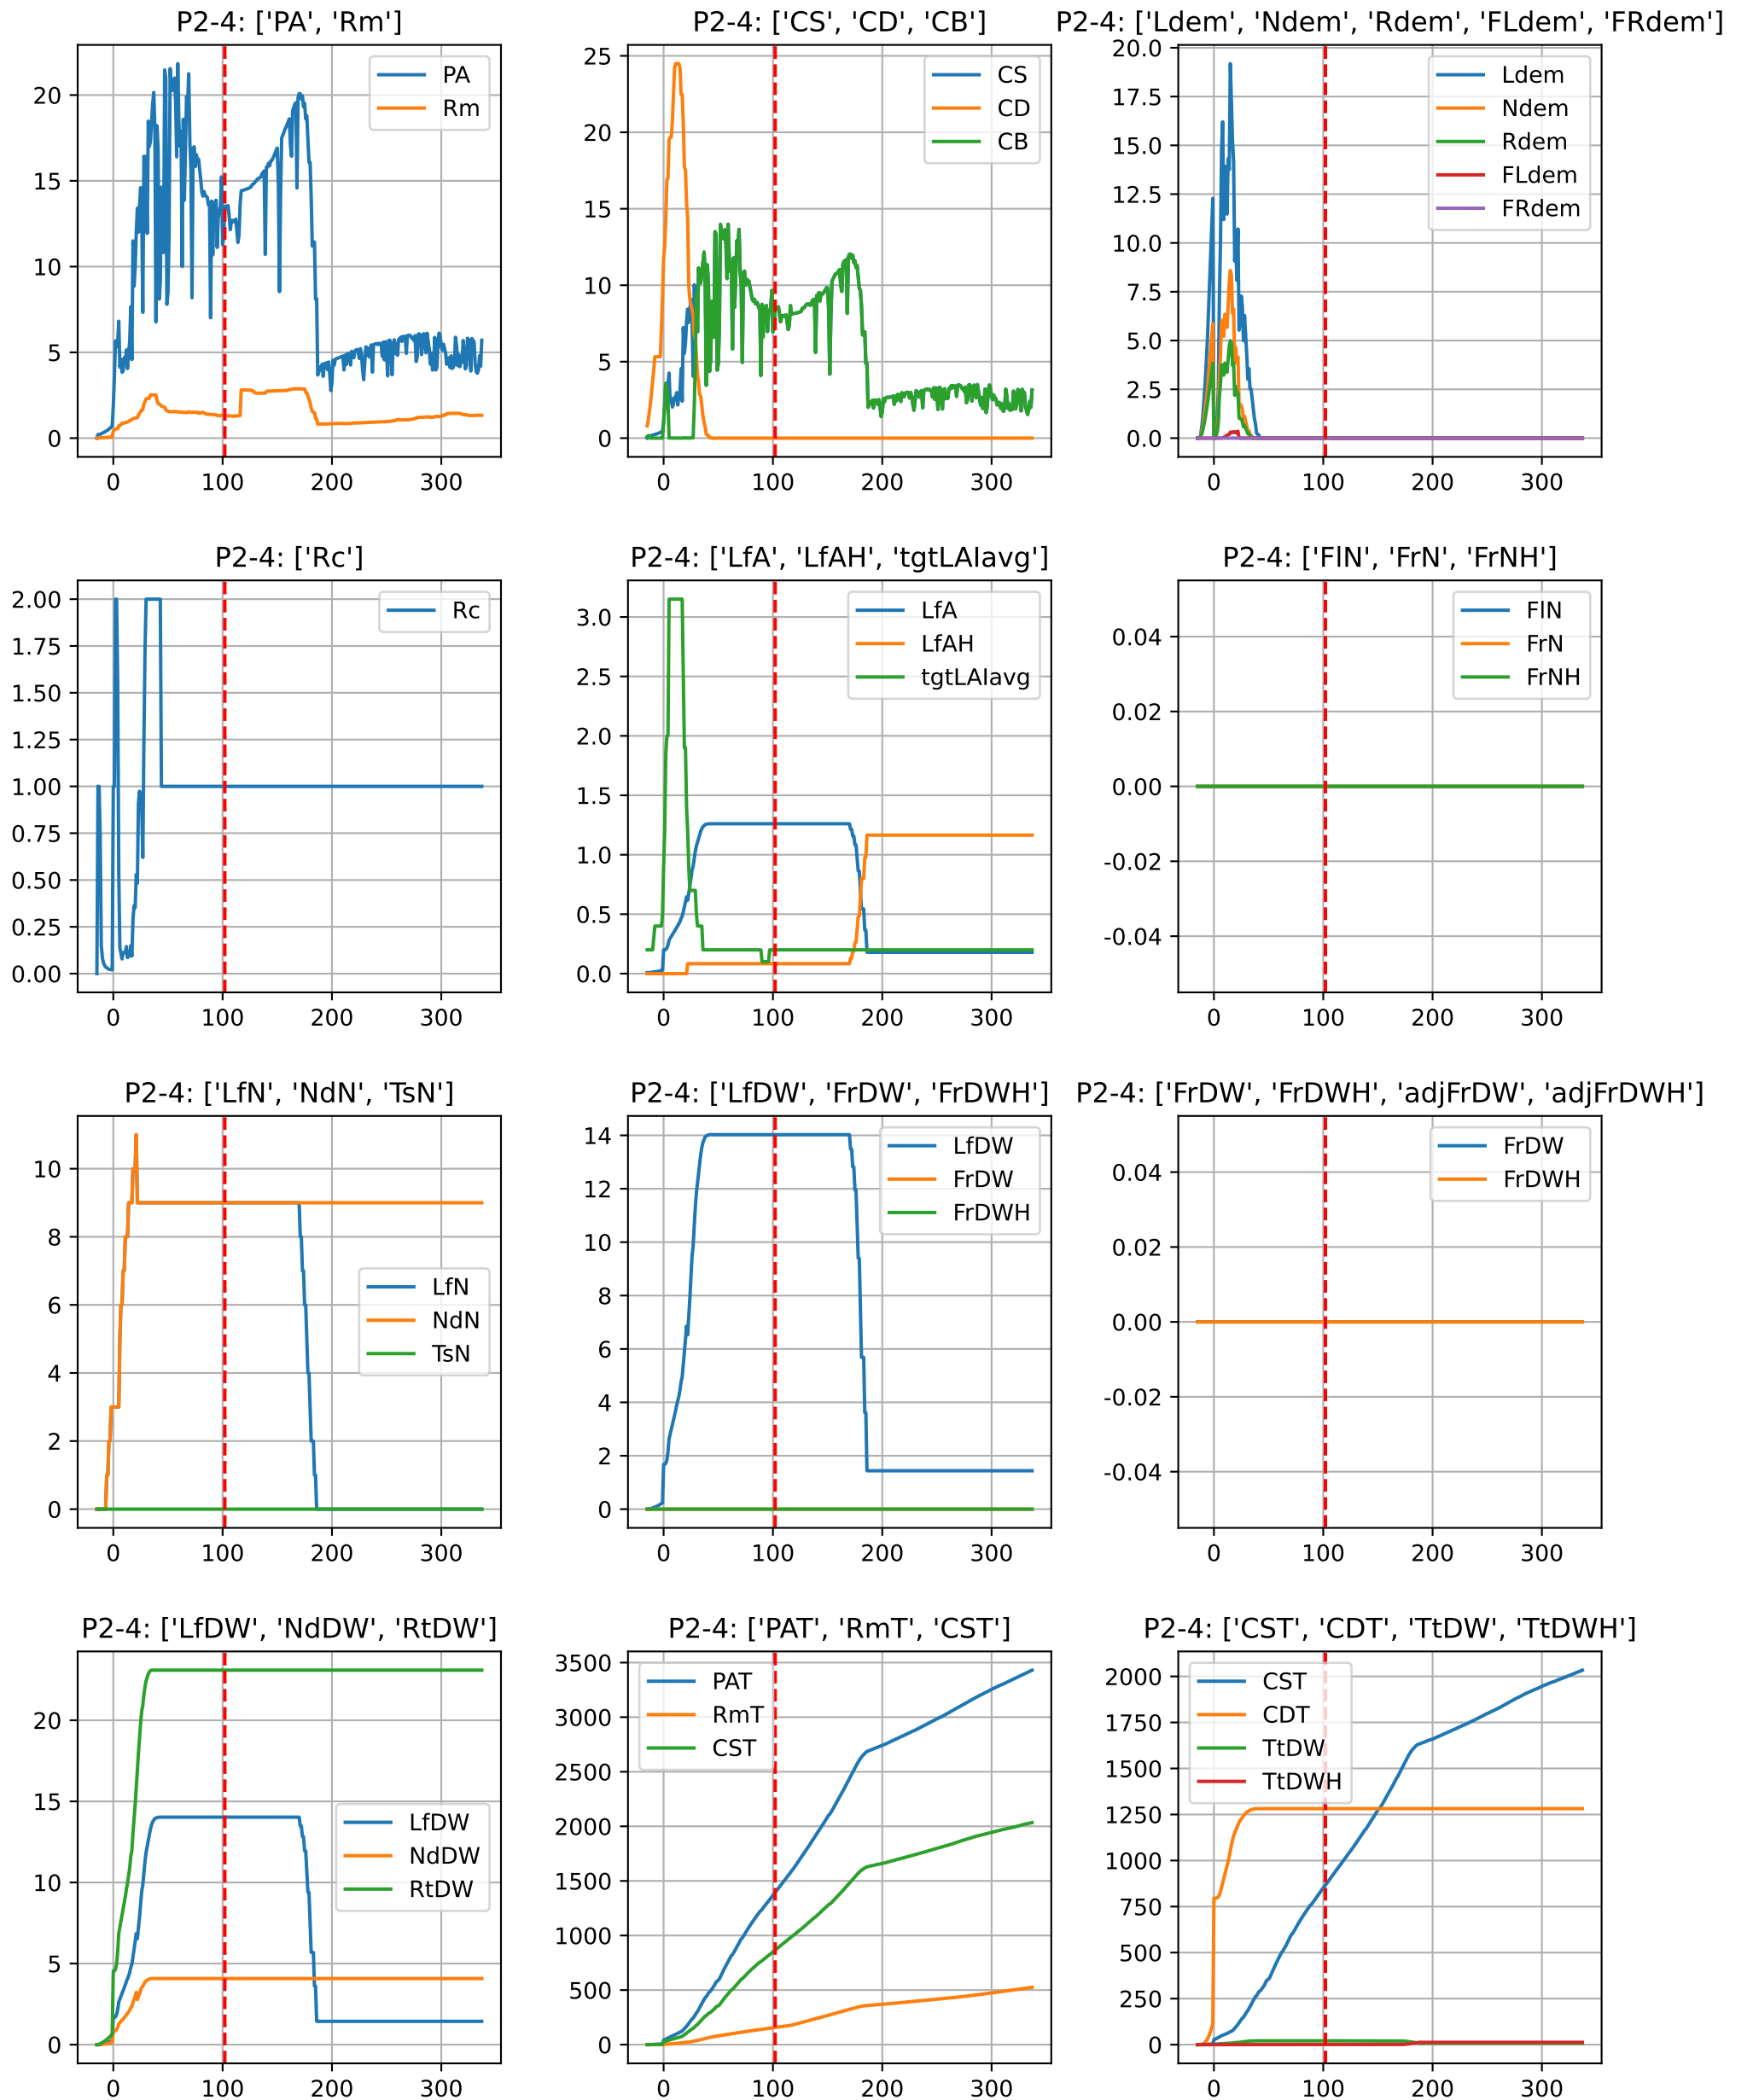 P2-4: ['PA', 'Rm']
PA
Rm
20
15
10
5
0
0 100 200 300
P2-4: ['CS', 'CD', 'CB']
CS
CD
CB
25
20
15
10
5
0
0 100 200 300
P2-4: ['Ldem', 'Ndem', 'Rdem', 'FLdem', 'FRdem']
Ldem
Ndem
Rdem
FLdem
FRdem
20.0
17.5
15.0
12.5
10.0
7.5
5.0
2.5
0.0
0 100 200 300
P2-4: ['Rc']
Rc
2.00
1.75
1.50
1.25
1.00
0.75
0.50
0.25
0.00
0 100 200 300
P2-4: ['LfA', 'LfAH', 'tgtLAIavg']
LfA
LfAH
tgtLAIavg
3.0
2.5
2.0
1.5
1.0
0.5
0.0
0 100 200 300
P2-4: ['FlN', 'FrN', 'FrNH']
FlN
FrN
FrNH
0.04
0.02
0.00
-0.02
-0.04
0 100 200 300
P2-4: ['LfN', 'NdN', 'TsN']
LfN
NdN
TsN
10
8
6
4
2
0
0 100 200 300
P2-4: ['LfDW', 'FrDW', 'FrDWH']
LfDW
FrDW
FrDWH
14
12
10
8
6
4
2
0
0 100 200 300
P2-4: ['FrDW', 'FrDWH', 'adjFrDW', 'adjFrDWH']
FrDW
FrDWH
0.04
0.02
0.00
-0.02
-0.04
0 100 200 300
P2-4: ['LfDW', 'NdDW', 'RtDW']
LfDW
NdDW
RtDW
20
15
10
5
0
0 100 200 300
P2-4: ['PAT', 'RmT', 'CST']
PAT
RmT
CST
3500
3000
2500
2000
1500
1000
500
0
0 100 200 300
P2-4: ['CST', 'CDT', 'TtDW', 'TtDWH']
CST
CDT
TtDW
TtDWH
2000
1750
1500
1250
1000
750
500
250
0
0 100 200 300